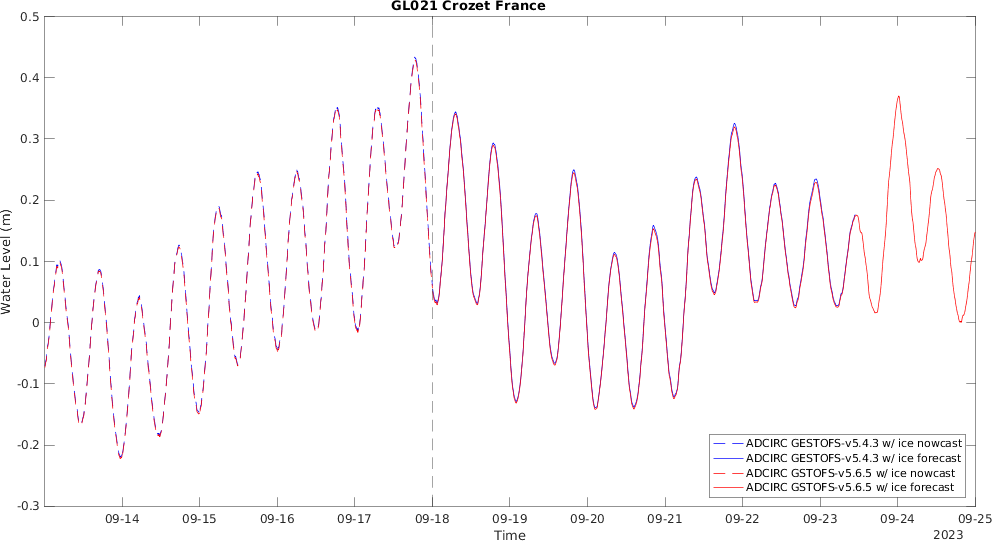 GL021 Crozet France
0.5
0.4
0.3
0.2
0.1
0
-0.1
-0.2
-0.3
Water Level (m)
ADCIRC GESTOFS-v5.4.3 w/ ice nowcast
ADCIRC GESTOFS-v5.4.3 w/ ice forecast
ADCIRC GSTOFS-v5.6.5 w/ ice nowcast
ADCIRC GSTOFS-v5.6.5 w/ ice forecast
09-14 09-15 09-16 09-17 09-18 09-19 09-20 09-21 09-22 09-23 09-24 09-25
Time
2023